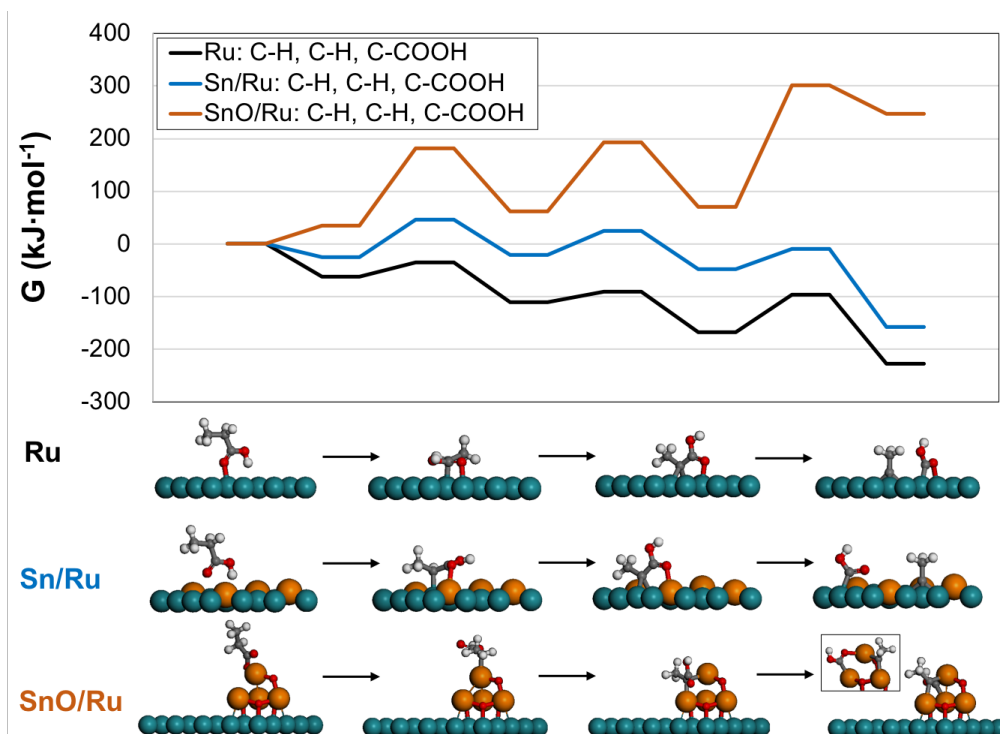 400
300
200
100
0
-100
-200
-300
G (kJ·mol⁻¹)
Ru: C-H, C-H, C-COOH
Sn/Ru: C-H, C-H, C-COOH
SnO/Ru: C-H, C-H, C-COOH
Ru
Sn/Ru
SnO/Ru